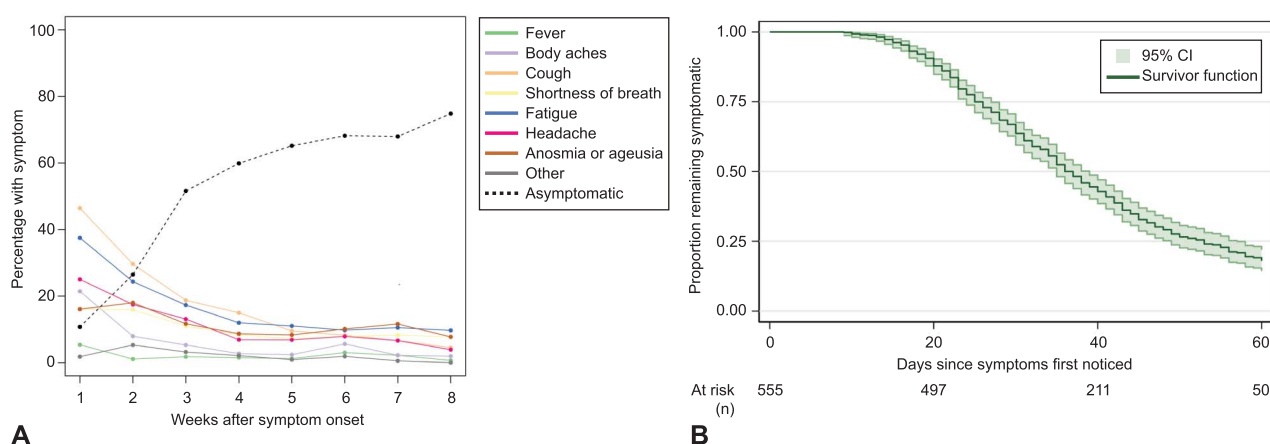 100
80
60
40
20
0
Percentage with symptom
1 2 3 4 5 6 7 8
Weeks after symptom onset
Fever
Body aches
Cough
Shortness of breath
Fatigue
Headache
Anosmia or ageusia
Other
Asymptomatic
A
1.00
0.75
0.50
0.25
0.00
Proportion remaining symptomatic
95% CI
Survivor function
0 20 40 60
Days since symptoms first noticed
At risk 555 497 211 50
(n)
B